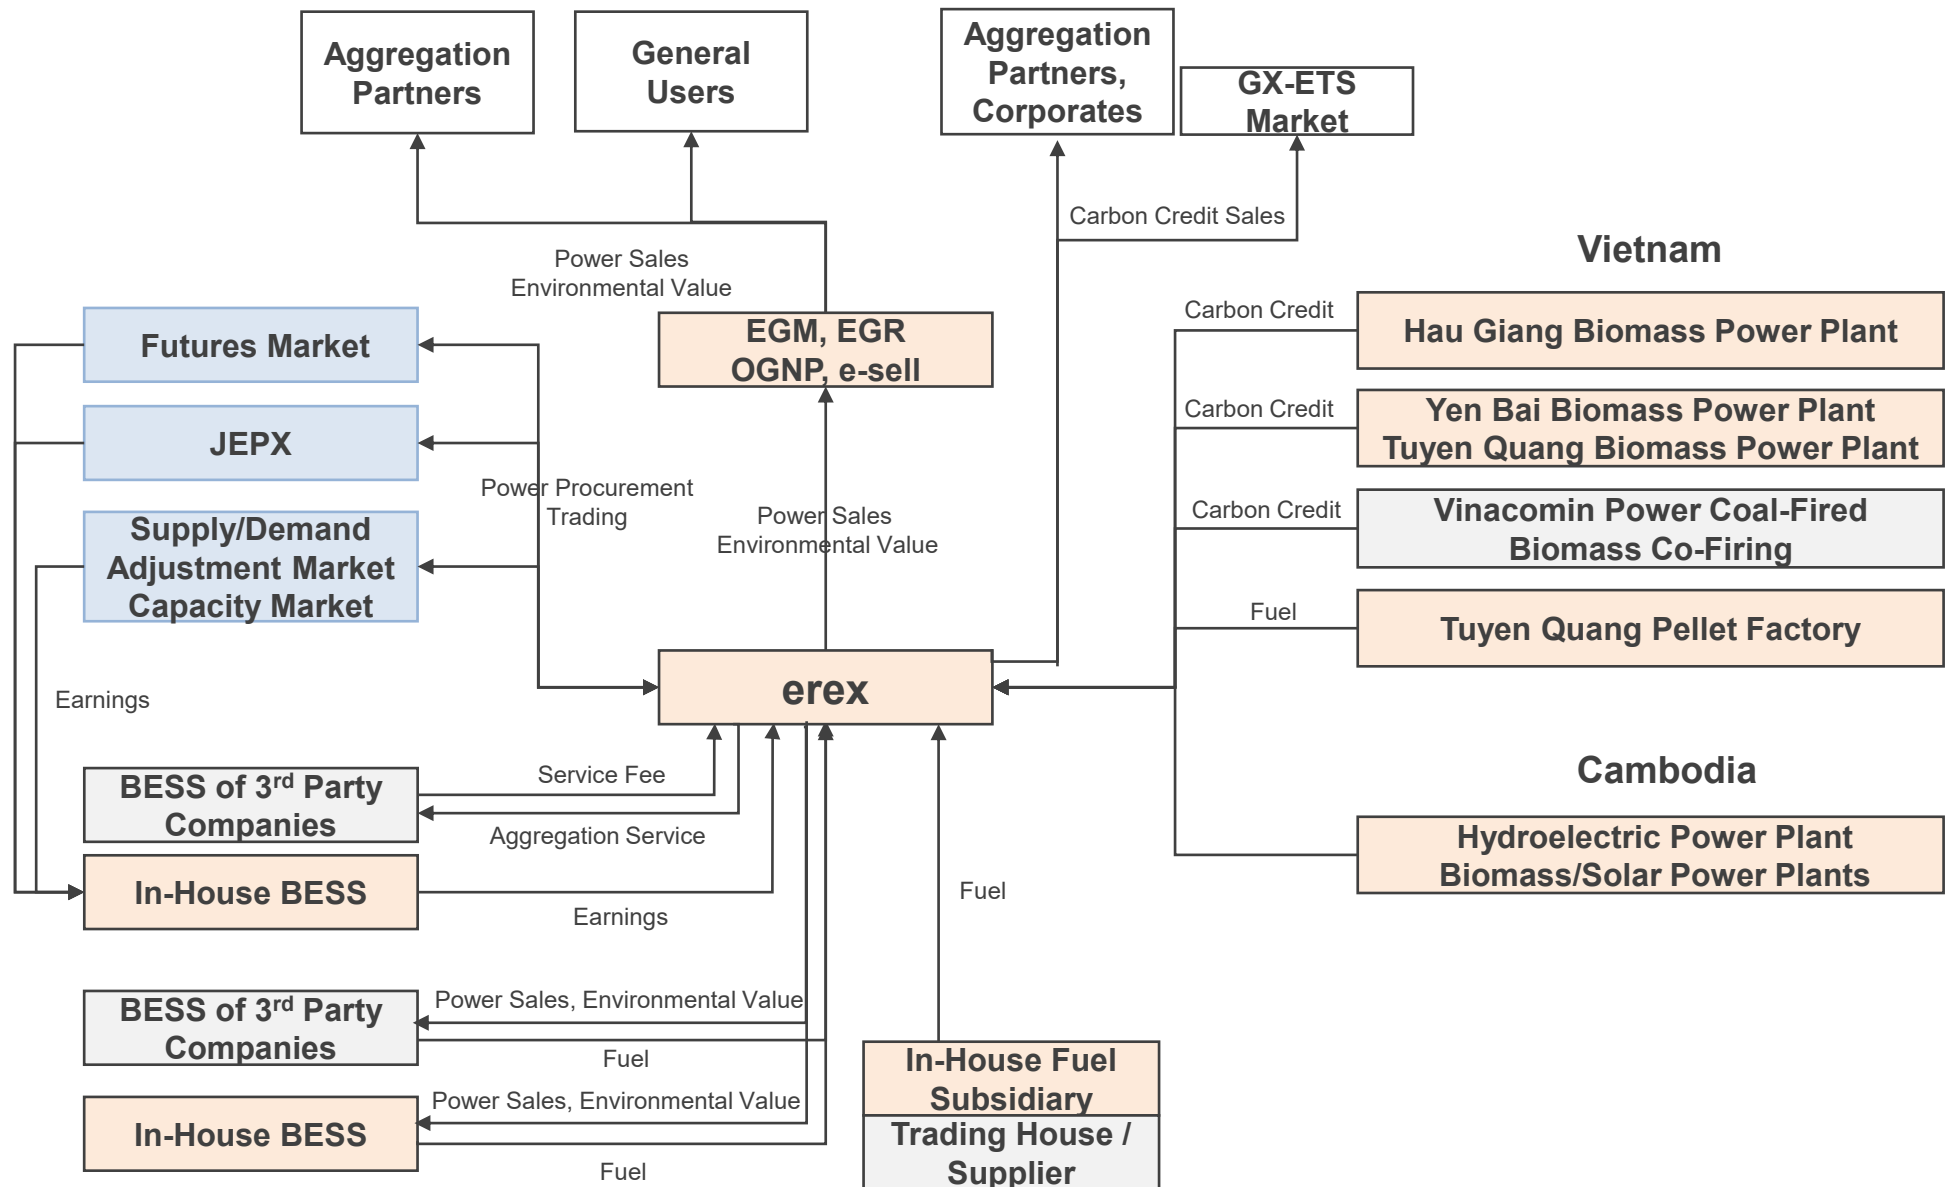 Aggregation
Partners
General
Users
Aggregation
Partners,
Corporates
GX-ETS
Market
Carbon Credit Sales
Power Sales
Environmental Value
Vietnam
Futures Market
EGM, EGR
OGNP, e-sell
Carbon Credit
Hau Giang Biomass Power Plant
JEPX
Carbon Credit
Yen Bai Biomass Power Plant
Tuyen Quang Biomass Power Plant
Power Procurement
Trading
Supply/Demand
Adjustment Market
Capacity Market
Power Sales
Environmental Value
Carbon Credit
Vinacomin Power Coal-Fired
Biomass Co-Firing
Fuel
Tuyen Quang Pellet Factory
erex
Earnings
Cambodia
BESS of 3rd Party
Companies
Service Fee
Aggregation Service
Hydroelectric Power Plant
Biomass/Solar Power Plants
In-House BESS
Earnings
Fuel
BESS of 3rd Party
Companies
Power Sales, Environmental Value
Fuel
In-House Fuel
Subsidiary
Trading House /
Supplier
In-House BESS
Power Sales, Environmental Value
Fuel